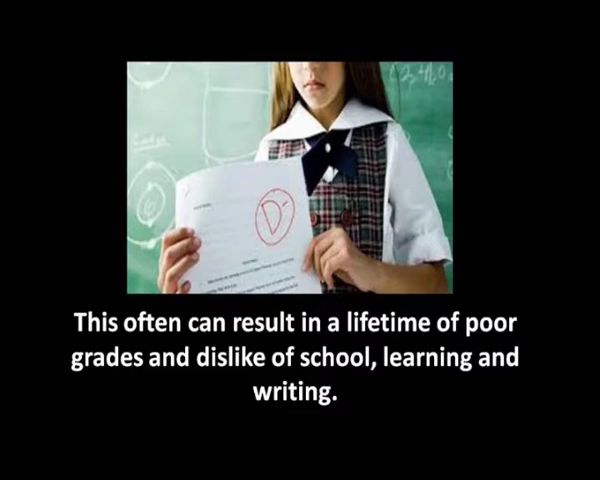 D-
This often can result in a lifetime of poor
grades and dislike of school, learning and
writing.